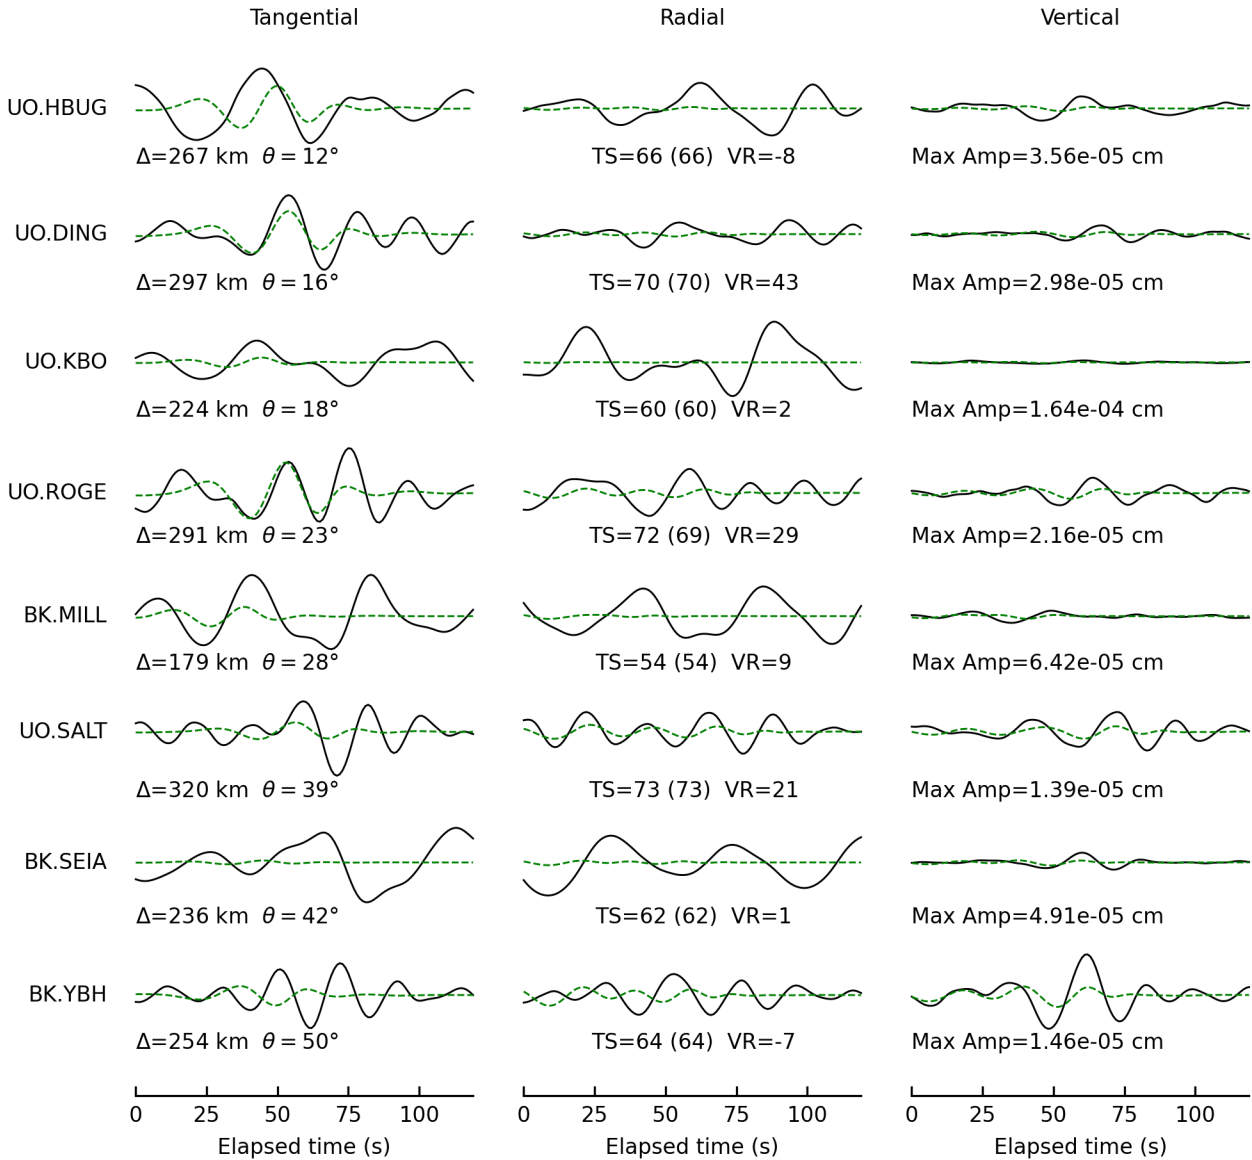 Tangential Radial Vertical
UO.HBUG
Δ=267 km θ = 12° TS=66 (66) VR=-8 Max Amp=3.56e-05 cm
UO.DING
Δ=297 km θ = 16° TS=70 (70) VR=43 Max Amp=2.98e-05 cm
UO.KBO
Δ=224 km θ = 18° TS=60 (60) VR=2 Max Amp=1.64e-04 cm
UO.ROGE
Δ=291 km θ = 23° TS=72 (69) VR=29 Max Amp=2.16e-05 cm
BK.MILL
Δ=179 km θ = 28° TS=54 (54) VR=9 Max Amp=6.42e-05 cm
UO.SALT
Δ=320 km θ = 39° TS=73 (73) VR=21 Max Amp=1.39e-05 cm
BK.SEIA
Δ=236 km θ = 42° TS=62 (62) VR=1 Max Amp=4.91e-05 cm
BK.YBH
Δ=254 km θ = 50° TS=64 (64) VR=-7 Max Amp=1.46e-05 cm
0 25 50 75 100 0 25 50 75 100 0 25 50 75 100
Elapsed time (s) Elapsed time (s) Elapsed time (s)